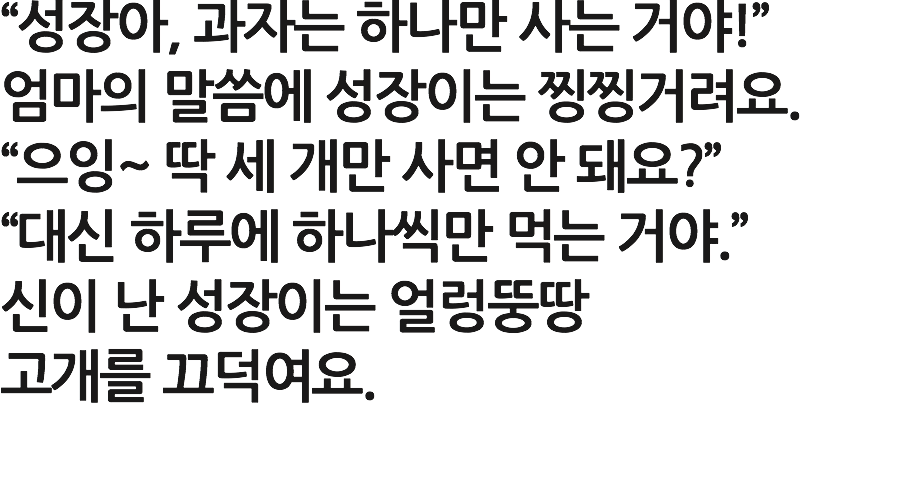 “성장아, 과자는 하나만 사는 거야!”
엄마의 말씀에 성장이는 찡찡거려요.
“으잉~ 딱 세 개만 사면 안 돼요?”
“대신 하루에 하나씩만 먹는 거야.”
신이 난 성장이는 얼렁뚱땅
고개를 끄덕여요.